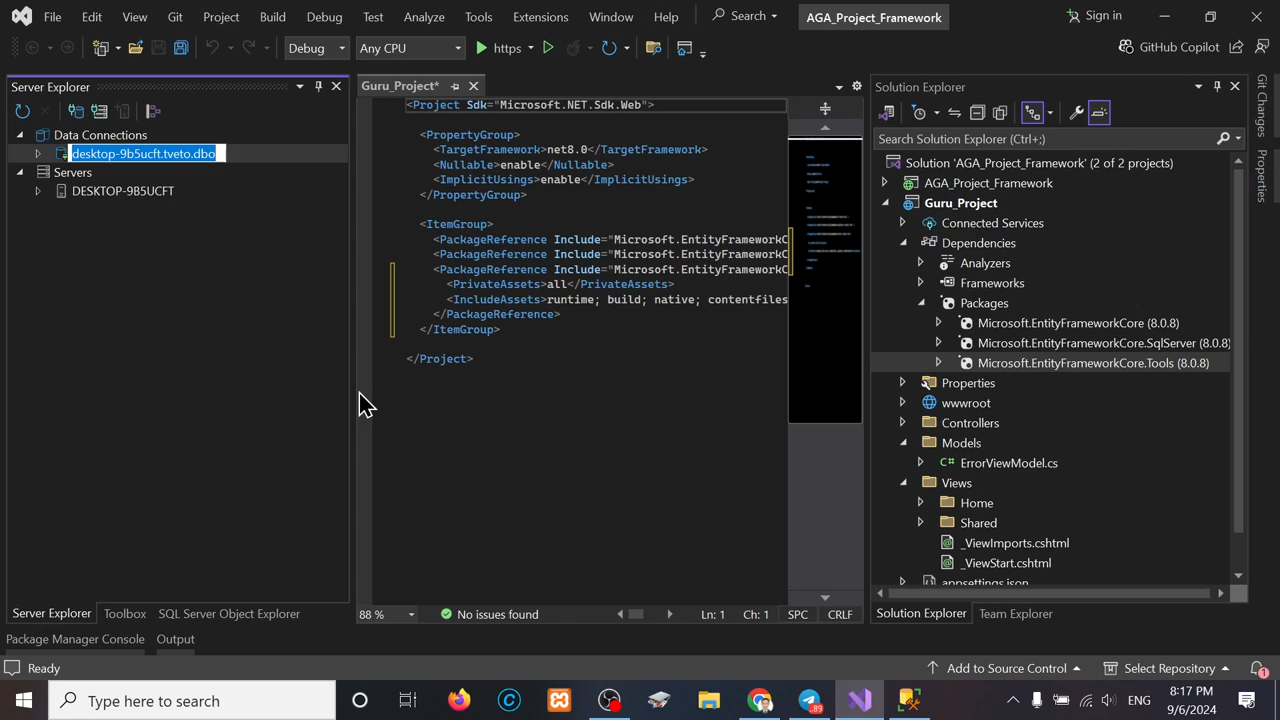 File Edit View Git Project Build Debug Test Analyze Tools Extensions Window Help Search AGA_Project_Framework Sign in
Debug Any CPU https GitHub Copilot
Server Explorer
Data Connections
desktop-9b5ucft.tveto.dbo
Servers
DESKTOP-9B5UCFT
Guru_Project*
<Project Sdk="Microsoft.NET.Sdk.Web">
<PropertyGroup>
<TargetFramework>net8.0</TargetFramework>
<Nullable>enable</Nullable>
<ImplicitUsings>enable</ImplicitUsings>
</PropertyGroup>
<ItemGroup>
<PackageReference Include="Microsoft.EntityFrameworkC
<PackageReference Include="Microsoft.EntityFrameworkC
<PackageReference Include="Microsoft.EntityFrameworkC
<PrivateAssets>all</PrivateAssets>
<IncludeAssets>runtime; build; native; contentfiles
</PackageReference>
</ItemGroup>
</Project>
88 % No issues found Ln: 1 Ch: 1 SPC CRLF
Solution Explorer
Search Solution Explorer (Ctrl+;)
Solution 'AGA_Project_Framework' (2 of 2 projects)
AGA_Project_Framework
Guru_Project
Connected Services
Dependencies
Analyzers
Frameworks
Packages
Microsoft.EntityFrameworkCore (8.0.8)
Microsoft.EntityFrameworkCore.SqlServer (8.0.8)
Microsoft.EntityFrameworkCore.Tools (8.0.8)
Properties
wwwroot
Controllers
Models
C# ErrorViewModel.cs
Views
Home
Shared
_ViewImports.cshtml
_ViewStart.cshtml
appsettings.json
Solution Explorer Team Explorer
Git Changes
Properties
Server Explorer Toolbox SQL Server Object Explorer
Package Manager Console Output
Ready Add to Source Control Select Repository 1
Type here to search 89 ENG 8:17 PM
9/6/2024